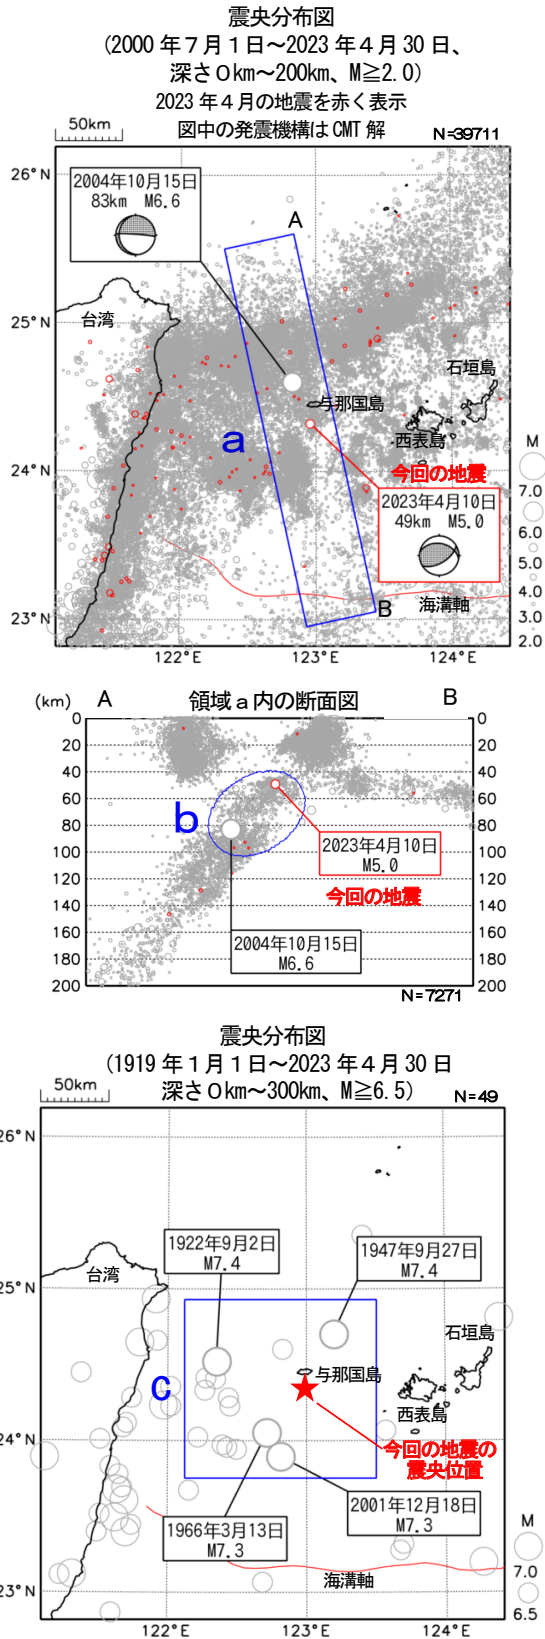 震央分布図
(2000年7月1日～2023年4月30日、
深さ0km～200km、M≧2.0)
2023年4月の地震を赤く表示
図中の発震機構はCMT解
50km
N=39711
26°N
25°N
24°N
23°N
122°E
123°E
124°E
2004年10月15日
83km M6.6
A
台湾
石垣島
与那国島
西表島
a
今回の地震
2023年4月10日
49km M5.0
海溝軸
B
M
7.0
6.0
5.0
4.0
3.0
2.0
(km)
A
領域a内の断面図
B
0
20
40
60
80
100
120
140
160
180
200
0
20
40
60
80
100
120
140
160
180
200
b
2023年4月10日
M5.0
今回の地震
2004年10月15日
M6.6
N=7271
震央分布図
(1919年1月1日～2023年4月30日
深さ0km～300km、M≧6.5)
50km
N=49
26°N
25°N
24°N
23°N
122°E
123°E
124°E
1922年9月2日
M7.4
1947年9月27日
M7.4
台湾
石垣島
与那国島
西表島
c
今回の地震の
震央位置
2001年12月18日
M7.3
1966年3月13日
M7.3
海溝軸
M
7.0
6.5